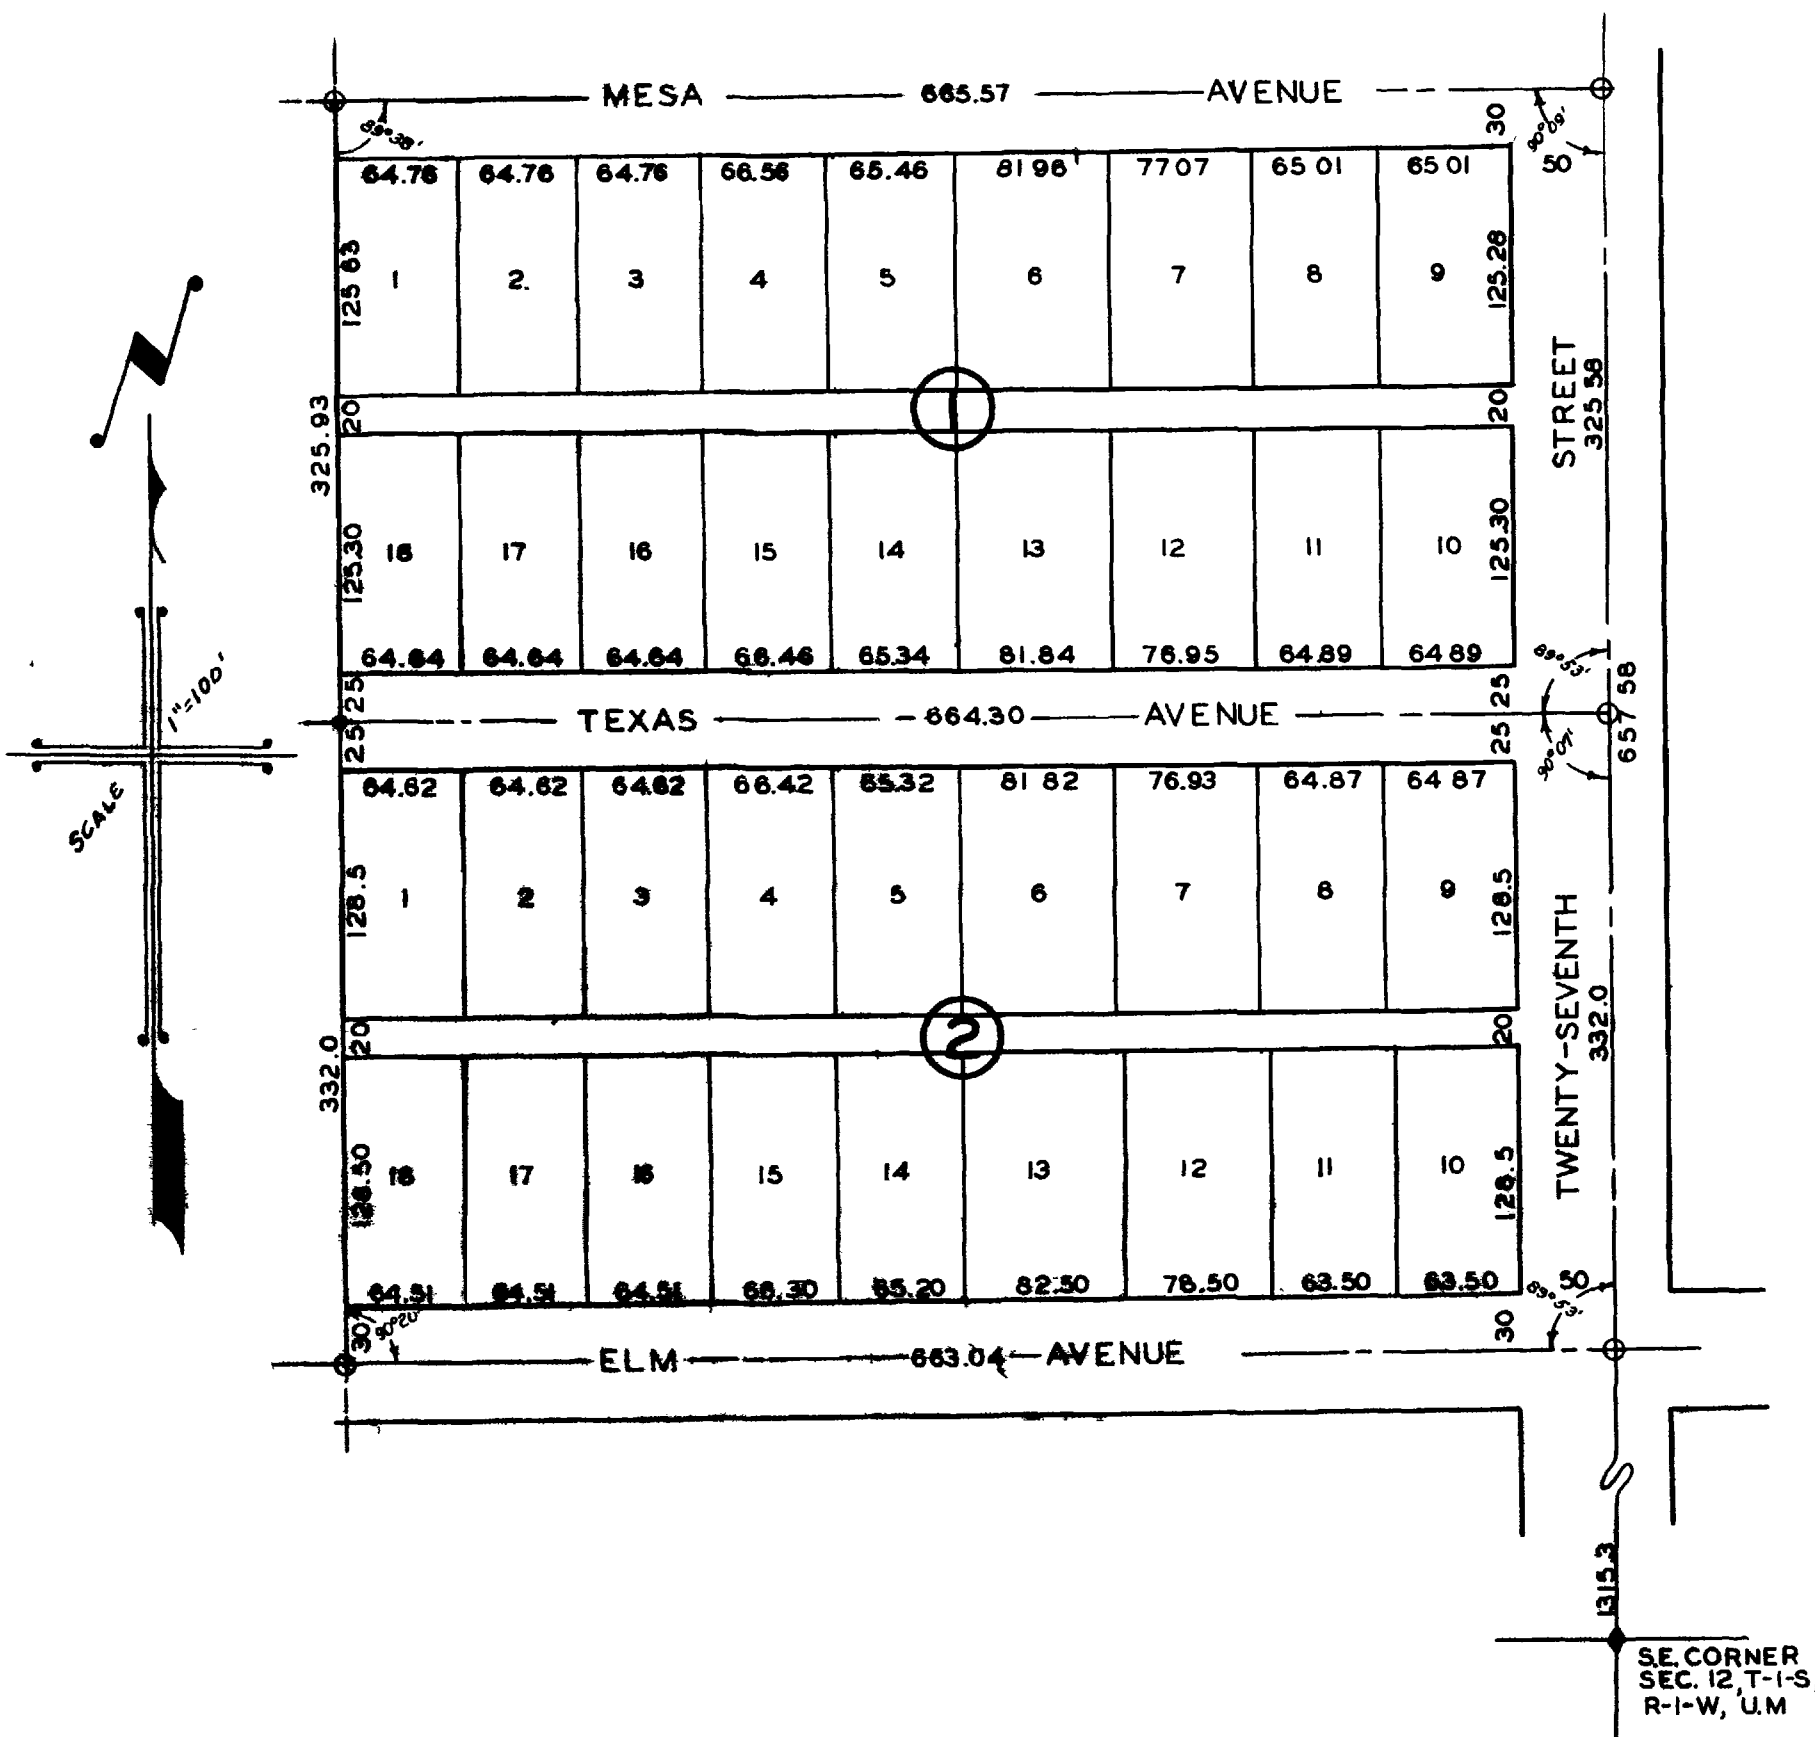 MESA 665.57 AVENUE
89°38'
30
90°09'
64.76 64.76 64.76 66.56 65.46 81 96 77 07 65 01 65 01 50
125 63 1 2. 3 4 5 6 7 8 9 125.28
N
325.93 20 1 20 STREET 325 58
125.30 18 17 16 15 14 13 12 11 10 125.30
64.64 64.64 64.64 66.46 65.34 81.84 76.95 64.89 64 89 89°53'
1"=100'
25 25
TEXAS 664.30 AVENUE
25 25
657 58
90°07'
SCALE
64.62 64.62 64.62 66.42 65.32 81 82 76.93 64.87 64 87
128.5 1 2 3 4 5 6 7 8 9 128.5
332.0 20 2 20 TWENTY-SEVENTH 332.0
128.50 18 17 16 15 14 13 12 11 10 128.5
64.51 64.51 64.51 66.30 65.20 82.50 78.50 63.50 63.50 50
89°53'
30 90°20' 30
ELM 663.04 AVENUE
1315.3
S.E. CORNER
SEC. 12, T-1-S,
R-1-W, U.M